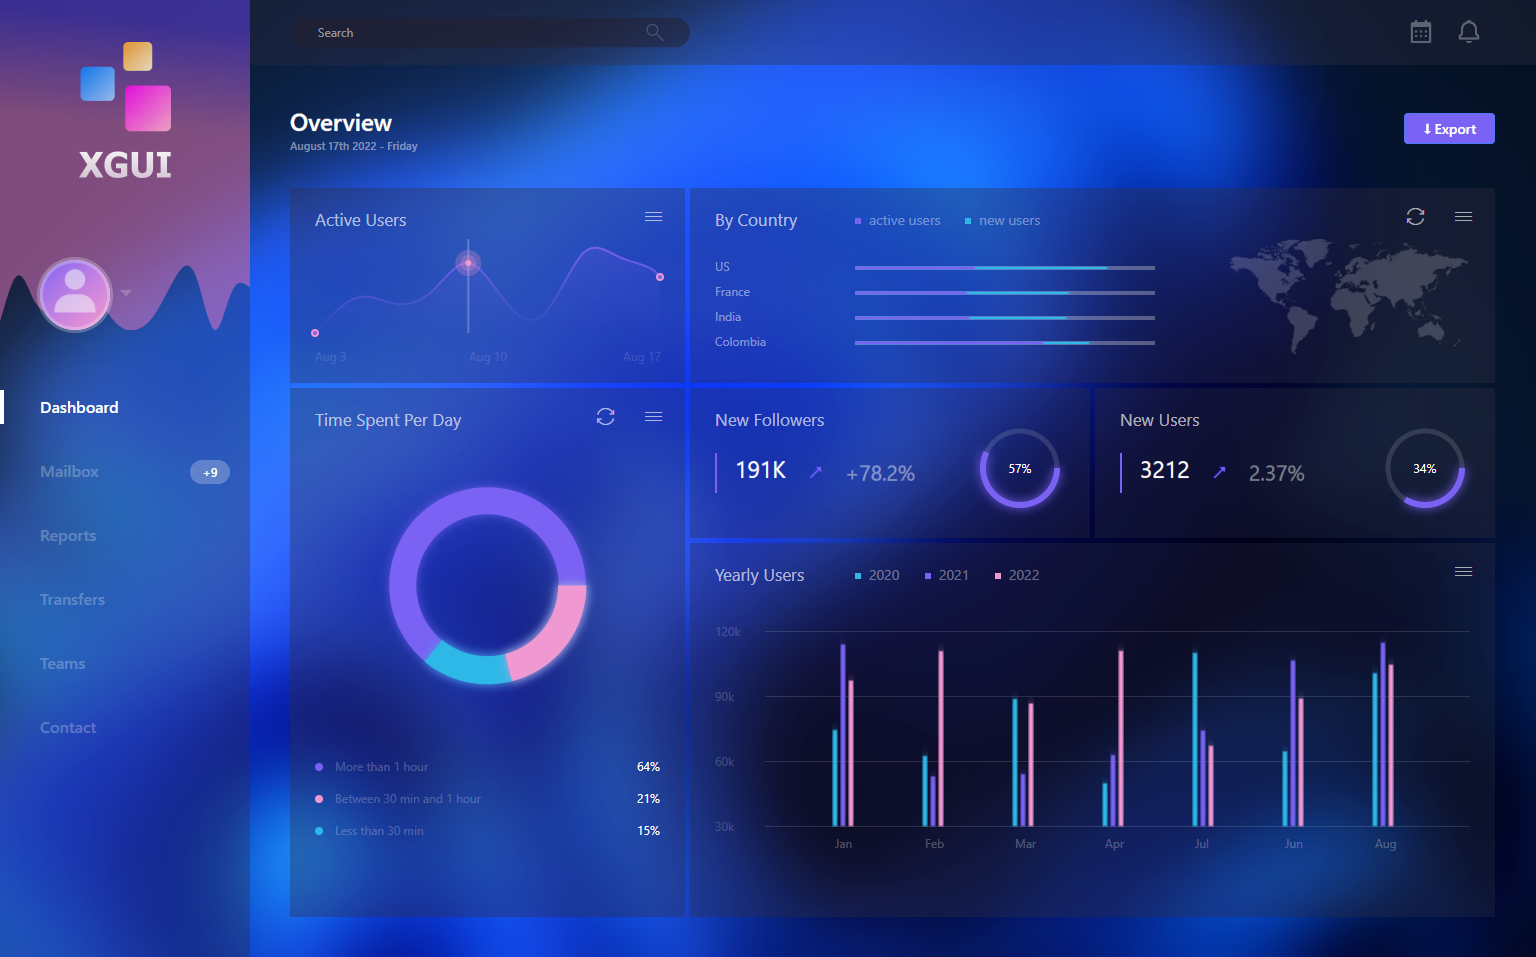 Search
XGUI
Overview
August 17th 2022 - Friday
Export
Dashboard
Mailbox
+9
Reports
Transfers
Teams
Contact
Active Users
Aug 3
Aug 10
Aug 17
By Country
active users
new users
US
France
India
Colombia
Time Spent Per Day
More than 1 hour
64%
Between 30 min and 1 hour
21%
Less than 30 min
15%
New Followers
191K
+78.2%
57%
New Users
3212
2.37%
34%
Yearly Users
2020
2021
2022
120k
90k
60k
30k
Jan
Feb
Mar
Apr
Jul
Jun
Aug